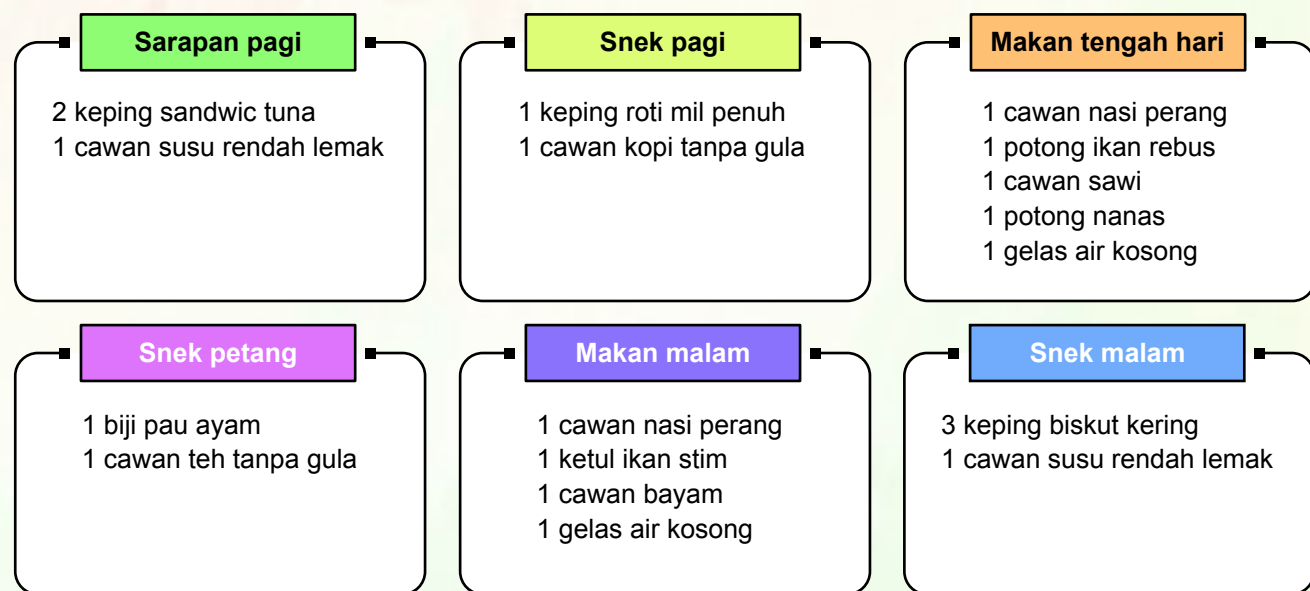 Sarapan pagi
2 keping sandwic tuna
1 cawan susu rendah lemak
Snek pagi
1 keping roti mil penuh
1 cawan kopi tanpa gula
Makan tengah hari
1 cawan nasi perang
1 potong ikan rebus
1 cawan sawi
1 potong nanas
1 gelas air kosong
Snek petang
1 biji pau ayam
1 cawan teh tanpa gula
Makan malam
1 cawan nasi perang
1 ketul ikan stim
1 cawan bayam
1 gelas air kosong
Snek malam
3 keping biskut kering
1 cawan susu rendah lemak